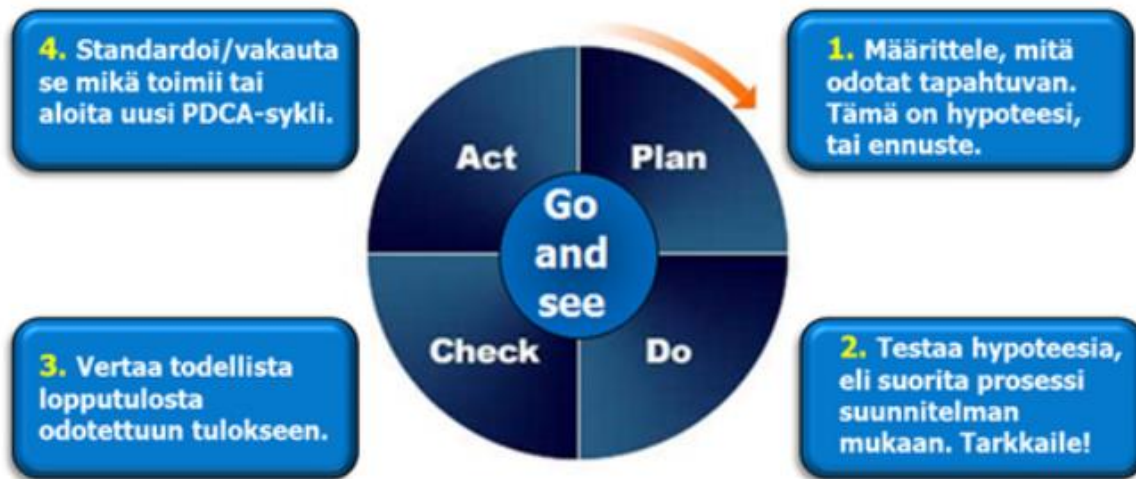 4. Standardoi/vakauta
se mikä toimii tai
aloita uusi PDCA-sykli.
1. Määrittele, mitä
odotat tapahtuvan.
Tämä on hypoteesi,
tai ennuste.
Act
Plan
Go
and
see
Check
Do
3. Vertaa todellista
lopputulosta
odotettuun tulokseen.
2. Testaa hypoteesia,
eli suorita prosessi
suunnitelman
mukaan. Tarkkaile!